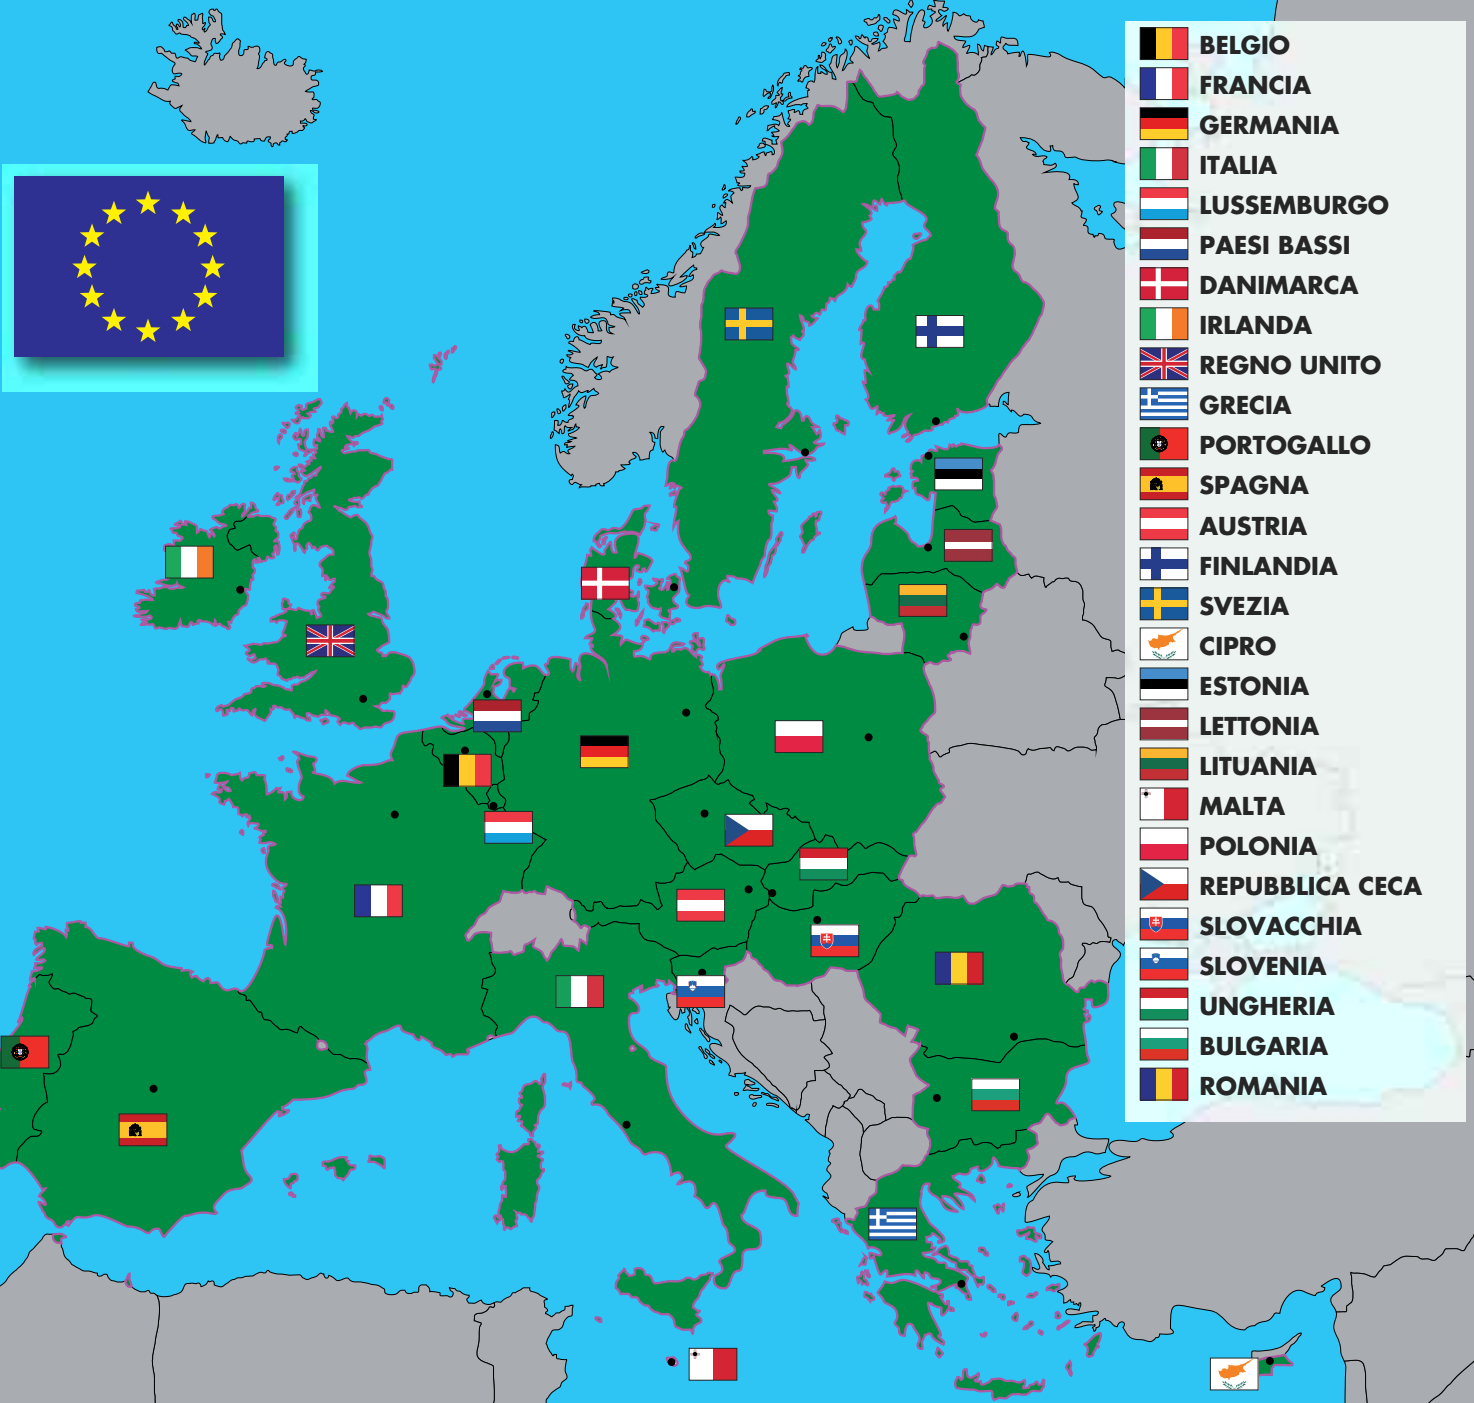 BELGIO
FRANCIA
GERMANIA
ITALIA
LUSSEMBURGO
PAESI BASSI
DANIMARCA
IRLANDA
REGNO UNITO
GRECIA
PORTOGALLO
SPAGNA
AUSTRIA
FINLANDIA
SVEZIA
CIPRO
ESTONIA
LETTONIA
LITUANIA
MALTA
POLONIA
REPUBBLICA CECA
SLOVACCHIA
SLOVENIA
UNGHERIA
BULGARIA
ROMANIA